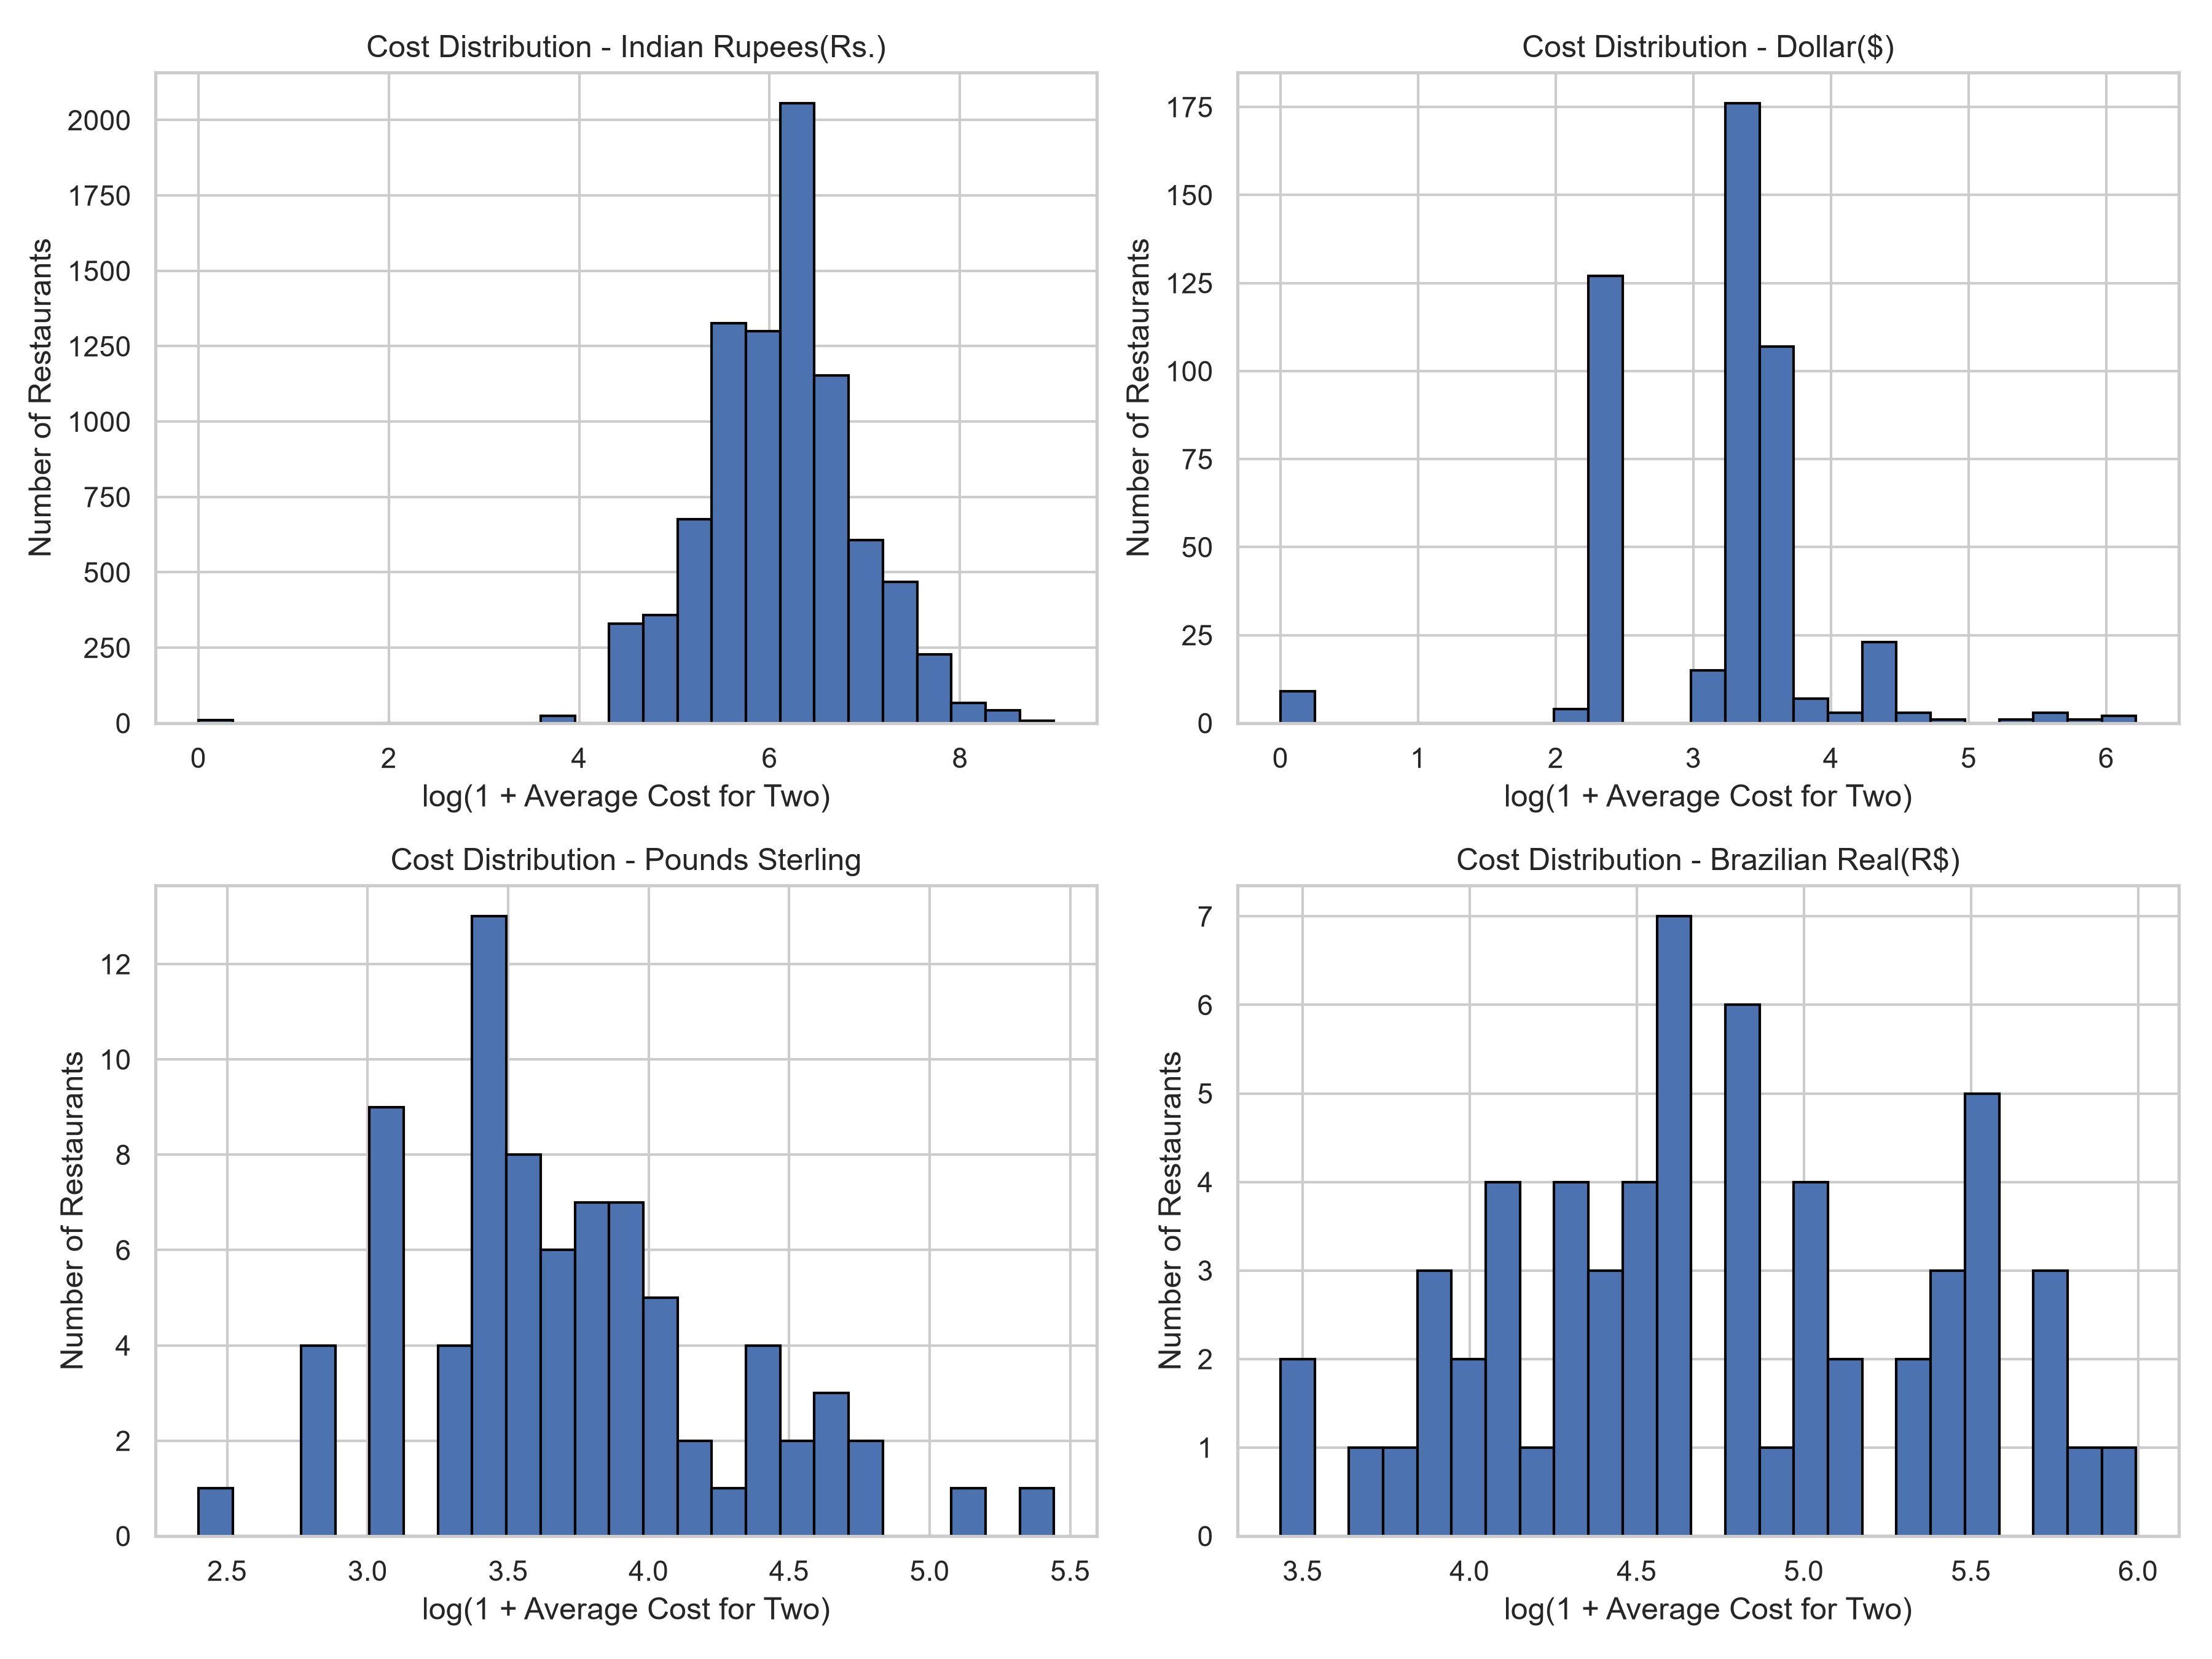 Cost Distribution - Indian Rupees(Rs.)
Number of Restaurants
2000
1750
1500
1250
1000
750
500
250
0
0 2 4 6 8
log(1 + Average Cost for Two)
Cost Distribution - Dollar($)
Number of Restaurants
175
150
125
100
75
50
25
0
0 1 2 3 4 5 6
log(1 + Average Cost for Two)
Cost Distribution - Pounds Sterling
Number of Restaurants
12
10
8
6
4
2
0
2.5 3.0 3.5 4.0 4.5 5.0 5.5
log(1 + Average Cost for Two)
Cost Distribution - Brazilian Real(R$)
Number of Restaurants
7
6
5
4
3
2
1
0
3.5 4.0 4.5 5.0 5.5 6.0
log(1 + Average Cost for Two)